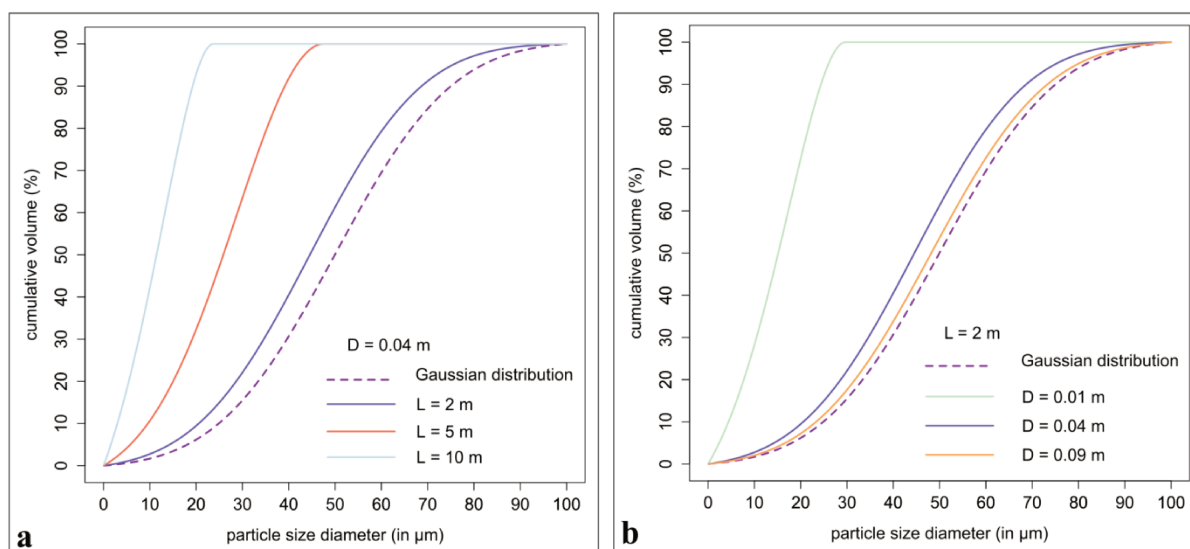 cumulative volume (%)
100
90
80
70
60
50
40
30
20
10
0
D = 0.04 m
Gaussian distribution
L = 2 m
L = 5 m
L = 10 m
0 10 20 30 40 50 60 70 80 90 100
particle size diameter (in µm)
a
cumulative volume (%)
100
90
80
70
60
50
40
30
20
10
0
L = 2 m
Gaussian distribution
D = 0.01 m
D = 0.04 m
D = 0.09 m
0 10 20 30 40 50 60 70 80 90 100
particle size diameter (in µm)
b